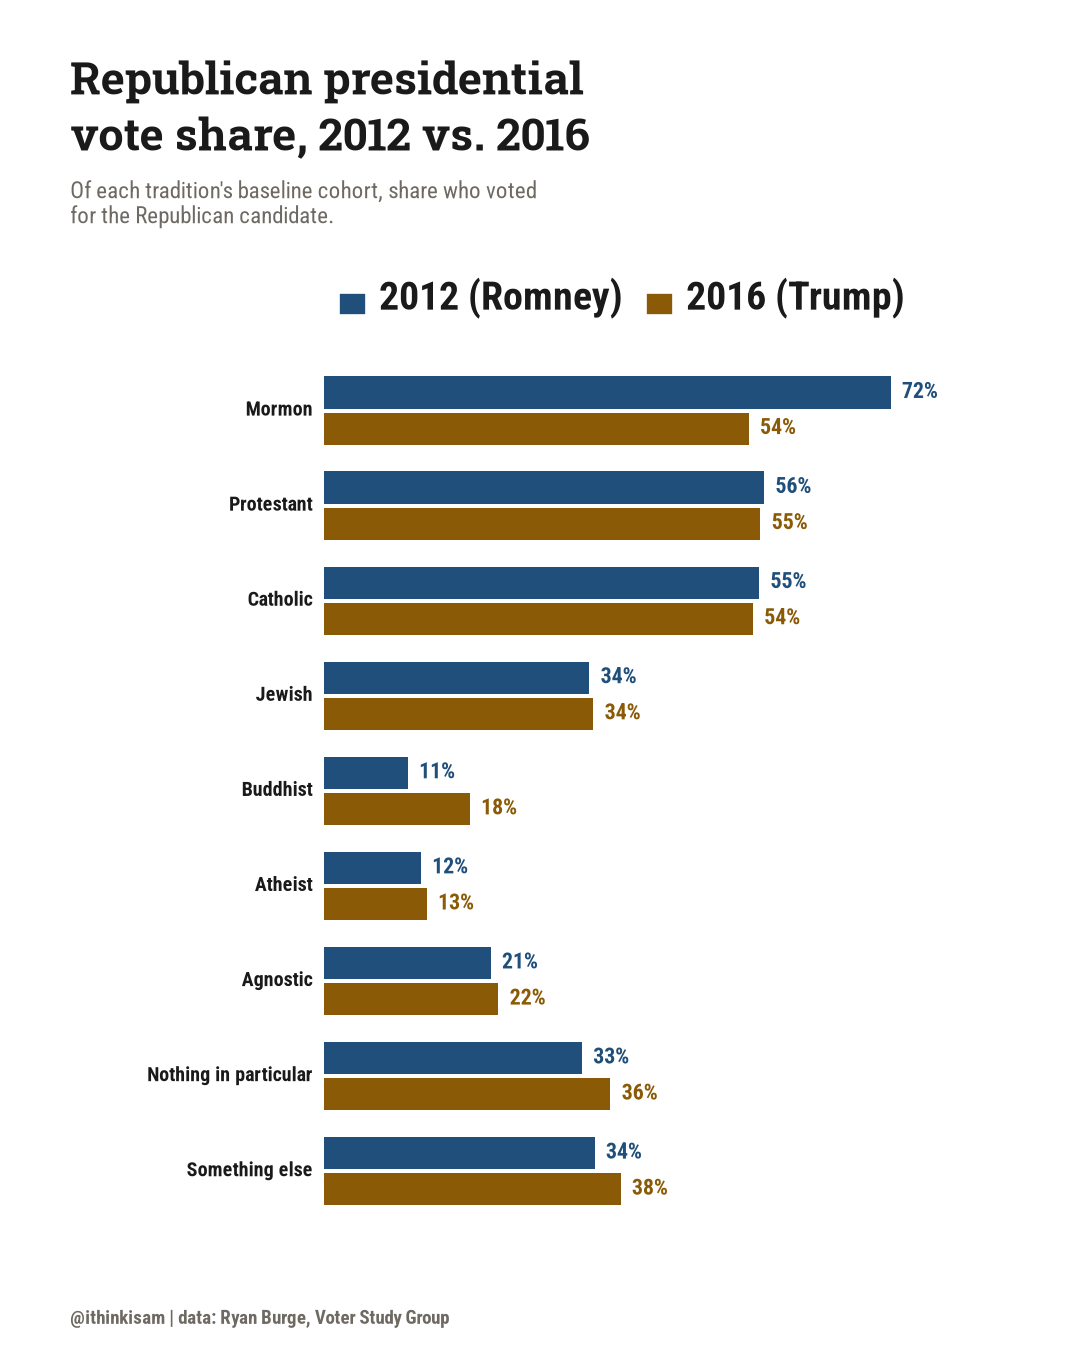 Republican presidential
vote share, 2012 vs. 2016
Of each tradition's baseline cohort, share who voted
for the Republican candidate.
2012 (Romney) 2016 (Trump)
72%
Mormon
54%
56%
Protestant
55%
55%
Catholic
54%
34%
Jewish
34%
11%
Buddhist
18%
12%
Atheist
13%
21%
Agnostic
22%
33%
Nothing in particular
36%
34%
Something else
38%
@ithinkisam | data: Ryan Burge, Voter Study Group